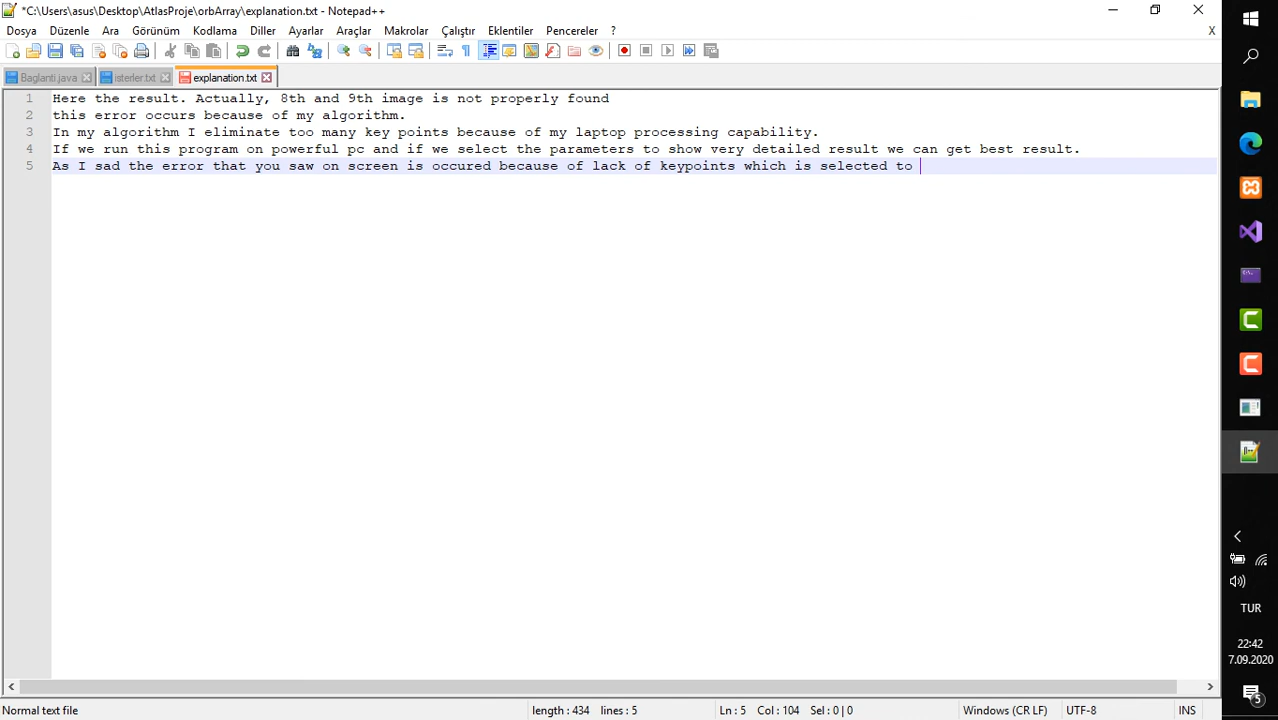 *C:\Users\asus\Desktop\AtlasProje\orbArray\explanation.txt - Notepad++
Dosya Düzenle Ara Görünüm Kodlama Diller Ayarlar Araçlar Makrolar Çalıştır Eklentiler Pencereler ? X
Baglanti.java isterler.txt explanation.txt
1 Here the result. Actually, 8th and 9th image is not properly found
2 this error occurs because of my algorithm.
3 In my algorithm I eliminate too many key points because of my laptop processing capability.
4 If we run this program on powerful pc and if we select the parameters to show very detailed result we can get best result.
5 As I sad the error that you saw on screen is occured because of lack of keypoints which is selected to
Normal text file length : 434 lines : 5 Ln : 5 Col : 104 Sel : 0 | 0 Windows (CR LF) UTF-8 INS
TUR
22:42
7.09.2020
5